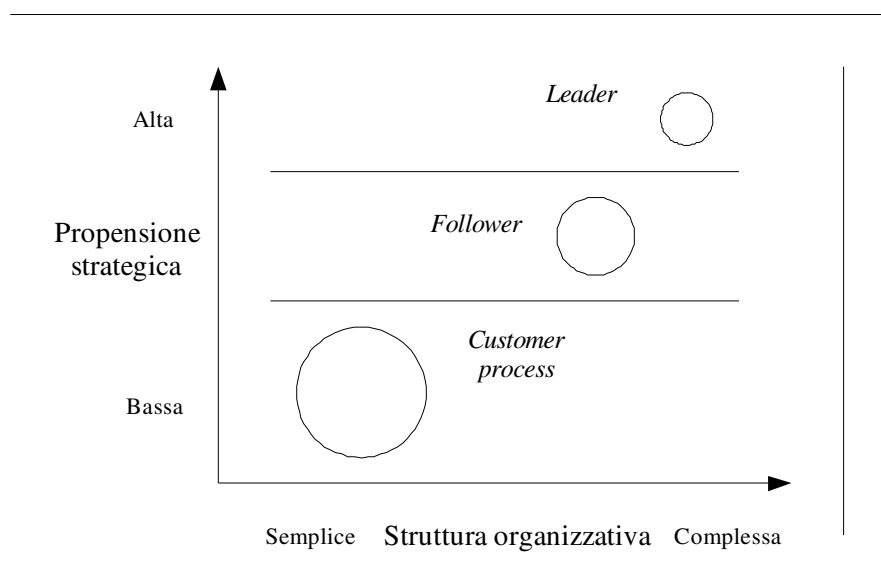 Leader
Alta
Follower
Propensione
strategica
Customer
process
Bassa
Semplice Struttura organizzativa Complessa